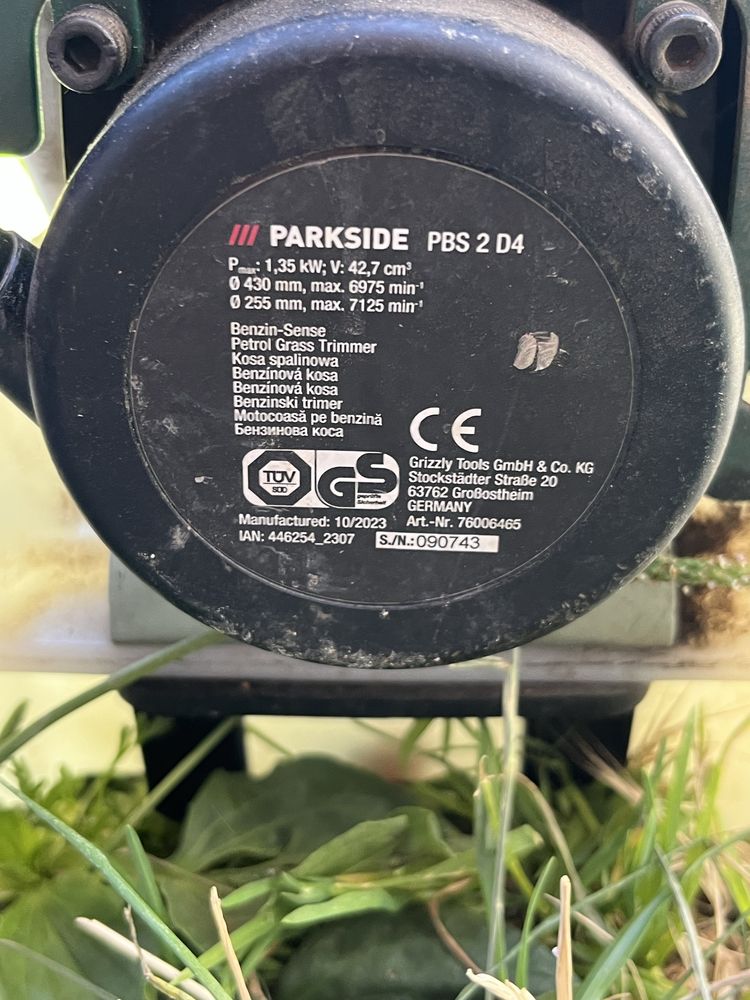 PARKSIDE PBS 2 D4
Pmax: 1,35 kW; V: 42,7 cm³
Ø 430 mm, max. 6975 min⁻¹
Ø 255 mm, max. 7125 min⁻¹
Benzin-Sense
Petrol Grass Trimmer
Kosa spalinowa
Benzínová kosa
Benzínová kosa
Benzinski trimer
Motocoasă pe benzină
Бензинова коса
CE
TÜV
SÜD
GS
geprüfte
Sicherheit
Grizzly Tools GmbH & Co. KG
Stockstädter Straße 20
63762 Großostheim
GERMANY
Manufactured: 10/2023 Art.-Nr. 76006465
IAN: 446254_2307 S./N.: 090743